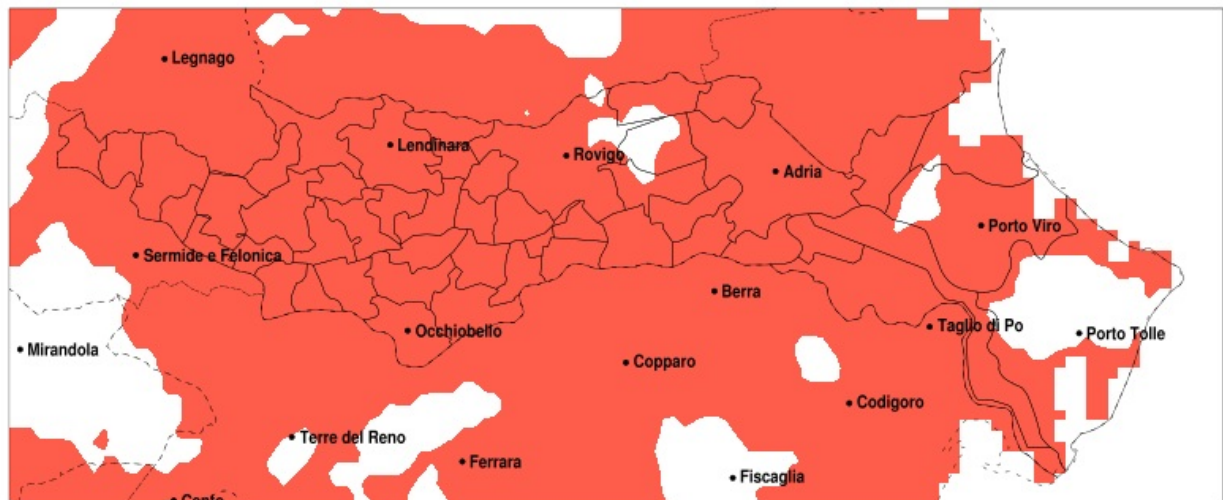 Legnago
Lendinara
Rovigo
Adria
Porto Viro
Sermide e Felonica
Berra
Taglio di Po
Porto Tolle
Occhiobello
Mirandola
Copparo
Codigoro
Terre del Reno
Ferrara
Fiscaglia